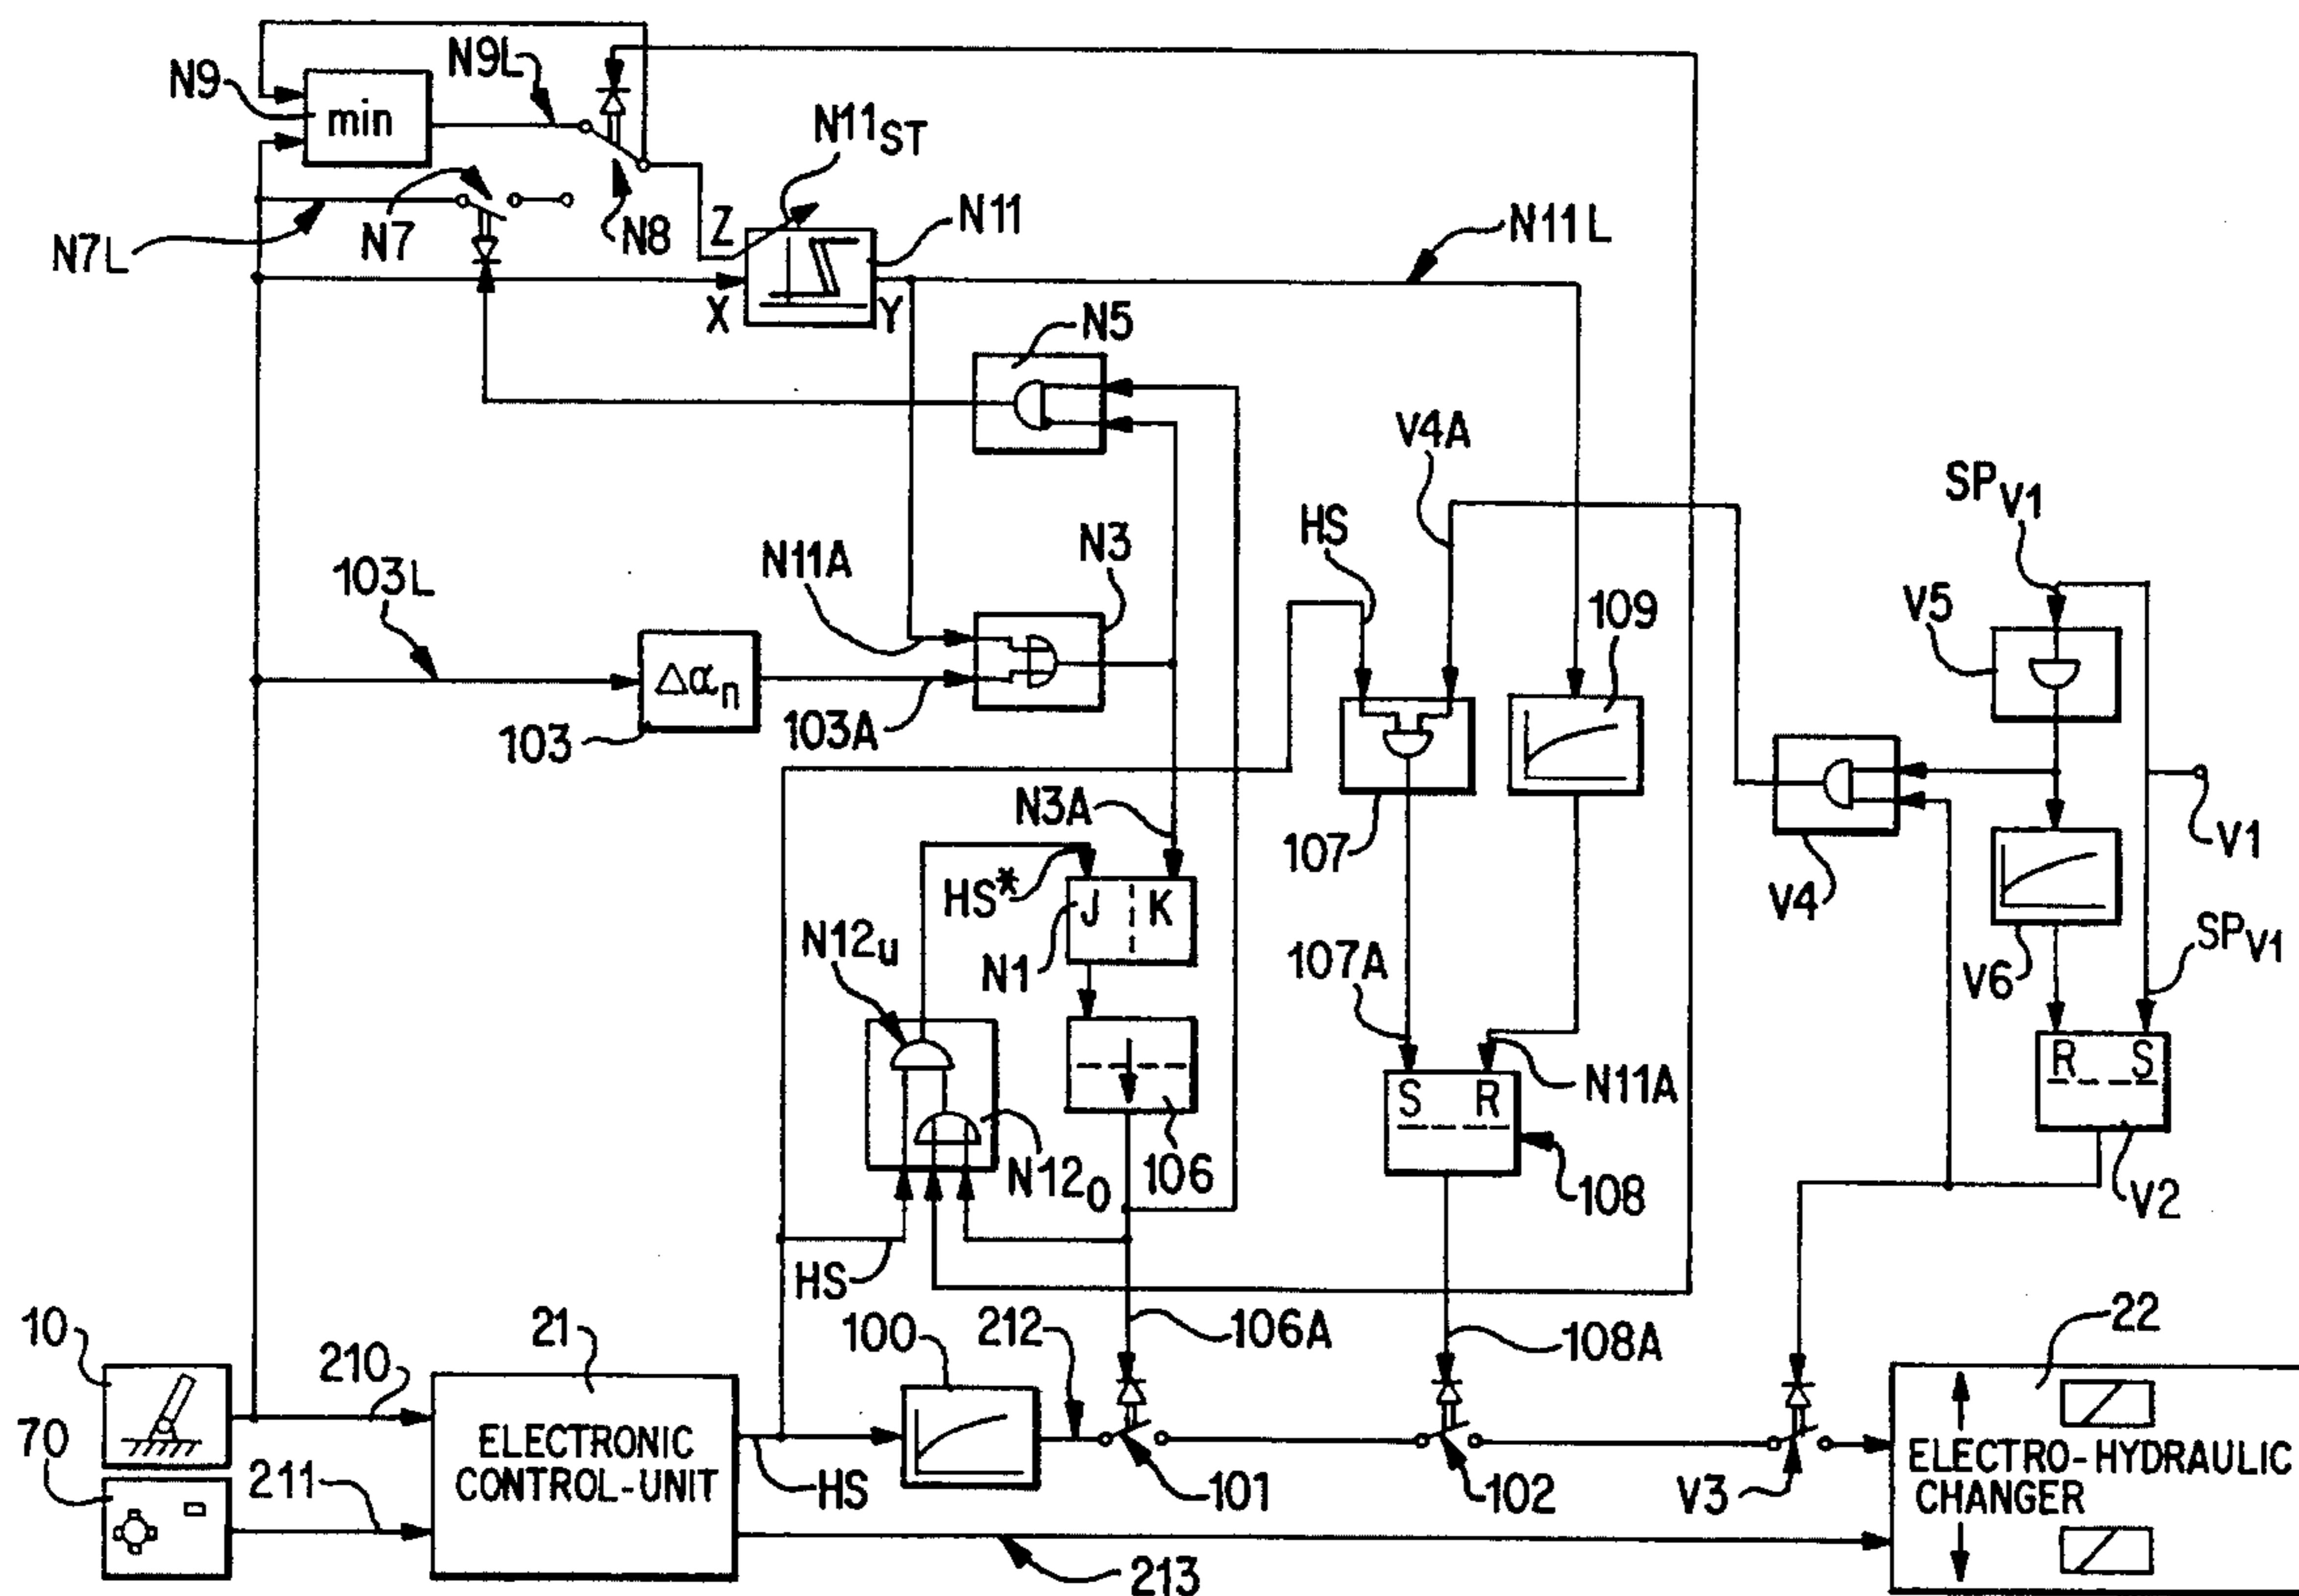 N9
min
N9L
N11ST
N7L
N7
N8
Z
N11
N11L
X
Y
N5
V4A
SPV1
HS
N3
N11A
103L
109
V5
Δαn
103
103A
N3A
107
V4
V1
HS*
J K
N12u
N1
107A
V6
SPV1
R S
S R
N11A
N12O
106
108
V2
HS
10
210
21
100
212
106A
108A
22
70
211
ELECTRONIC
CONTROL-UNIT
HS
101
102
V3
ELECTRO-HYDRAULIC
CHANGER
213